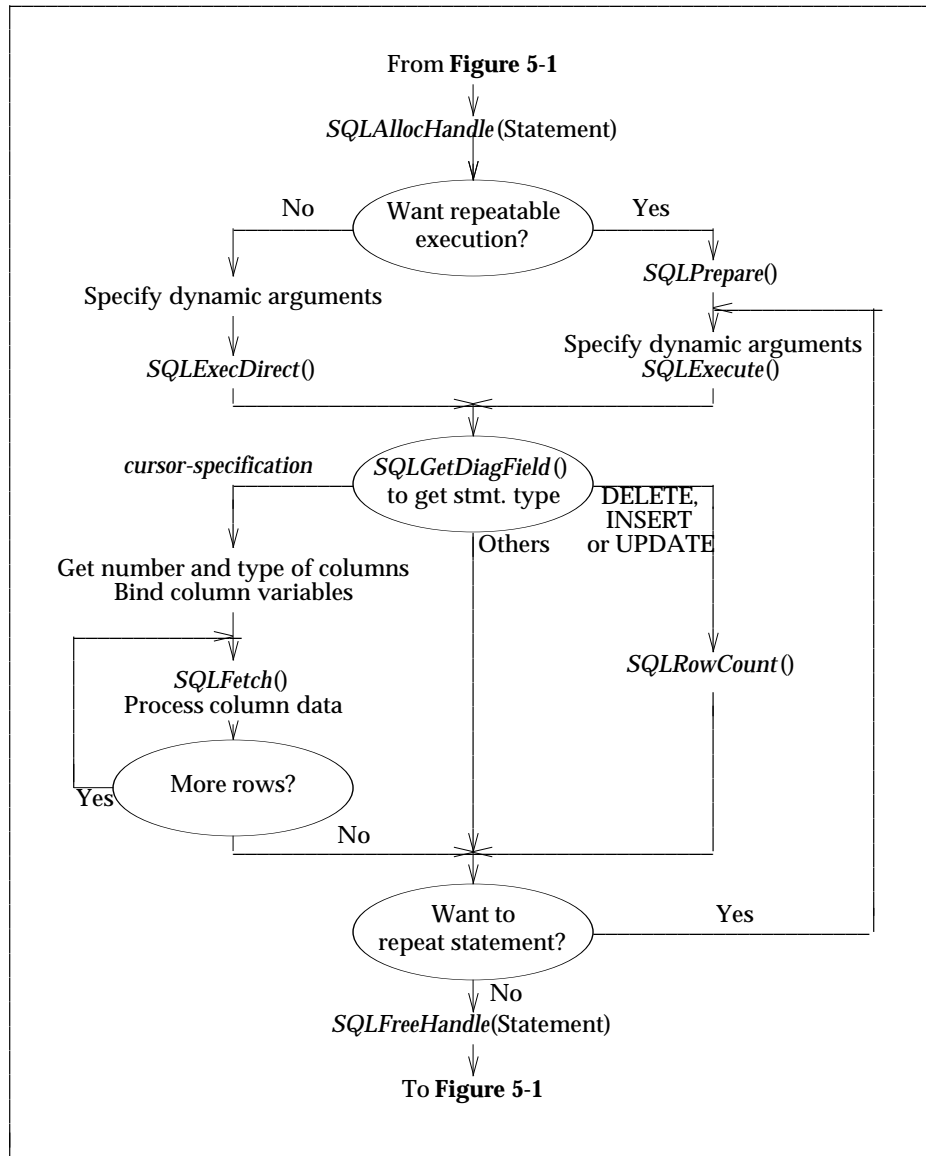 From Figure 5-1
SQLAllocHandle(Statement)
No
Want repeatable
execution?
Yes
SQLPrepare()
Specify dynamic arguments
SQLExecDirect()
Specify dynamic arguments
SQLExecute()
cursor-specification
SQLGetDiagField()
to get stmt. type
DELETE,
INSERT
or UPDATE
Others
Get number and type of columns
Bind column variables
SQLFetch()
Process column data
SQLRowCount()
More rows?
Yes
No
Want to
repeat statement?
Yes
No
SQLFreeHandle(Statement)
To Figure 5-1